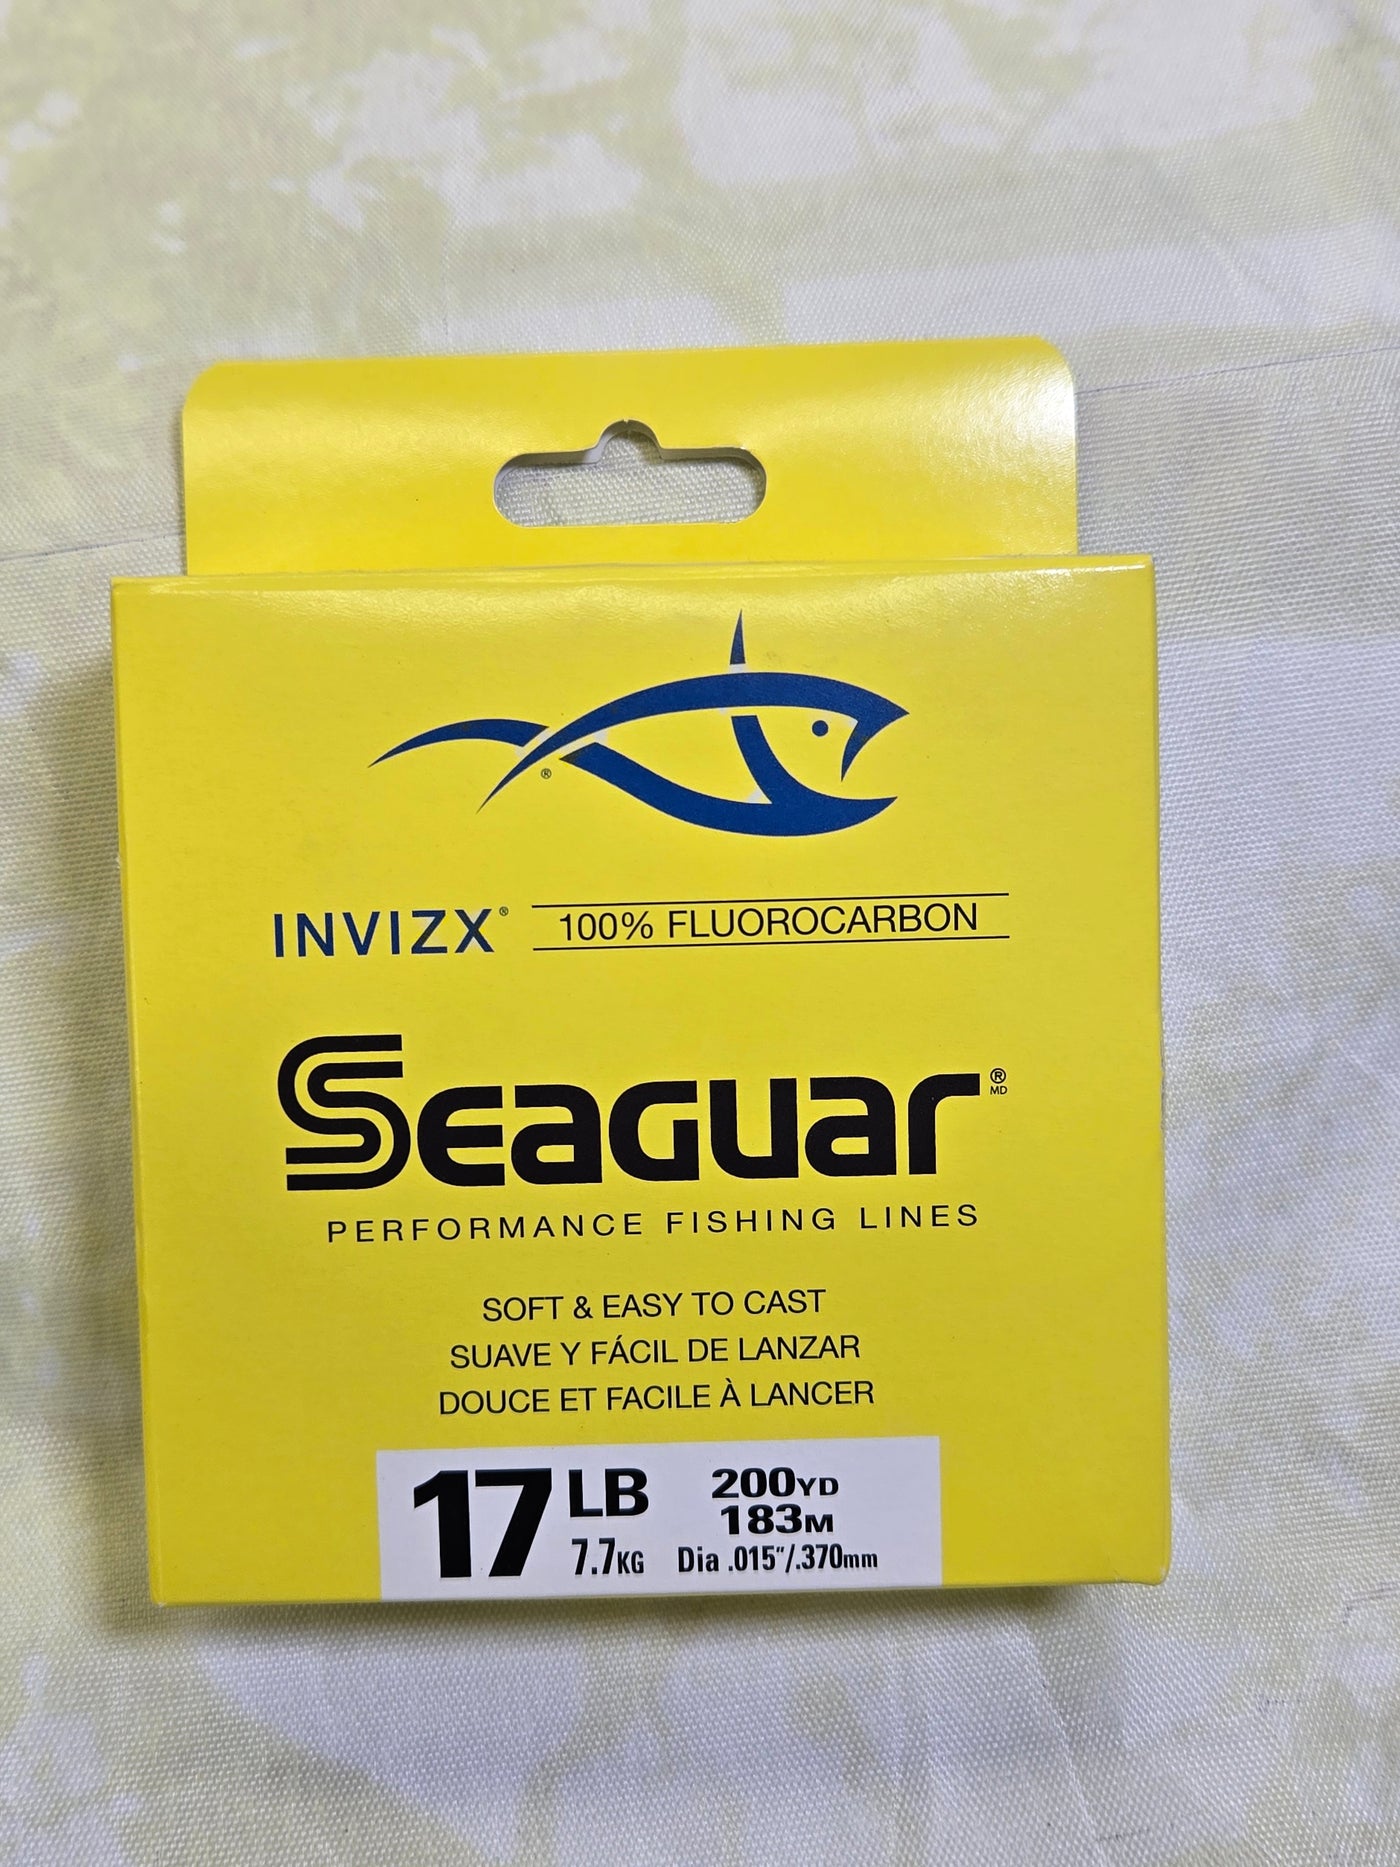 ®
INVIZX® 100% FLUOROCARBON
SEAGUAR®
MD
PERFORMANCE FISHING LINES
SOFT & EASY TO CAST
SUAVE Y FÁCIL DE LANZAR
DOUCE ET FACILE À LANCER
17 LB 200YD
183M
7.7KG Dia .015"/.370mm